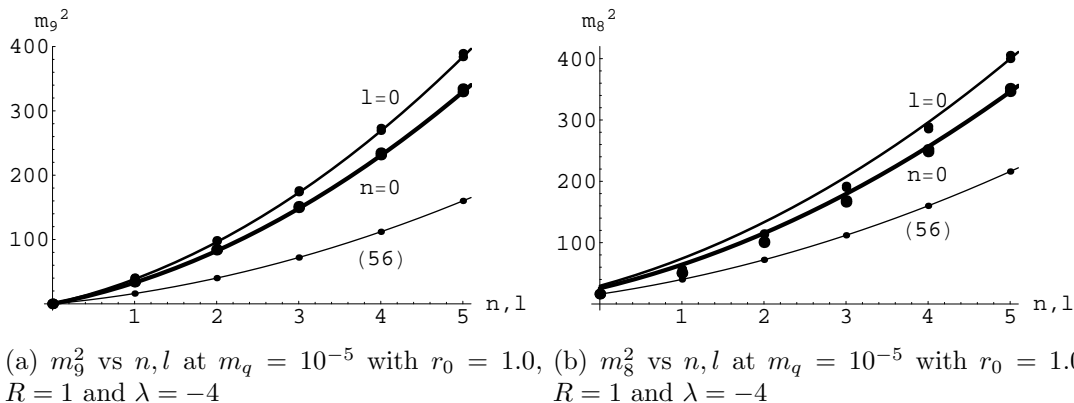 m₉²
400
300
200
100
l=0
n=0
(56)
1 2 3 4 5 n,l
m₈²
400
300
200
100
l=0
n=0
(56)
1 2 3 4 5 n,l
(a) m₉² vs n, l at m_q = 10⁻⁵ with r₀ = 1.0,
R = 1 and λ = −4
(b) m₈² vs n, l at m_q = 10⁻⁵ with r₀ = 1.0
R = 1 and λ = −4